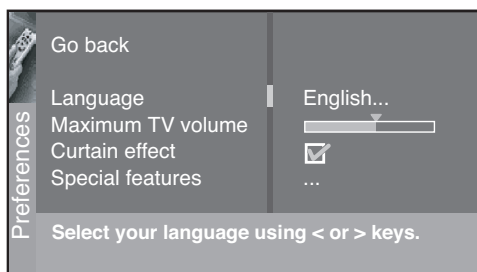 Preferences
Go back
Language English...
Maximum TV volume
Curtain effect
Special features ...
Select your language using < or > keys.